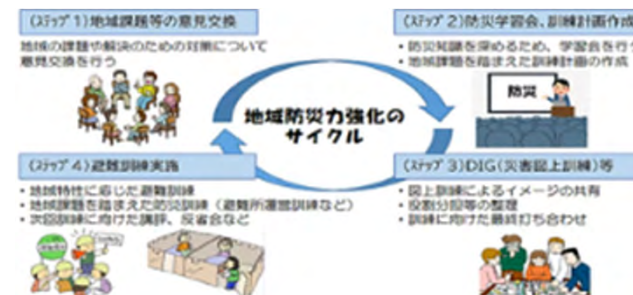 (ステップ 1)地域課題等の意見交換
地域の課題や解決のための対策について
意見交換を行う
(ステップ 2)防災学習会、訓練計画作成
・防災知識を深めるため、学習会を行う
・地域課題を踏まえた訓練計画の作成
防災
地域防災力強化の
サイクル
(ステップ 3)DIG(災害図上訓練)等
・図上訓練によるイメージの共有
・役割分担等の整理
・訓練に向けた最終打ち合わせ
(ステップ 4)避難訓練実施
・地域特性に応じた避難訓練
・地域課題を踏まえた防災訓練（避難所運営訓練など）
・次回訓練に向けた講評、反省会など